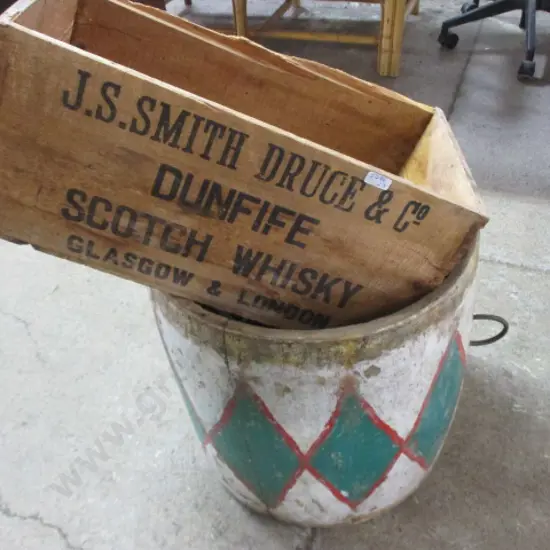 J.S.SMITH DRUCE & Cº
DUNFIFE
SCOTCH WHISKY
GLASGOW & LONDON